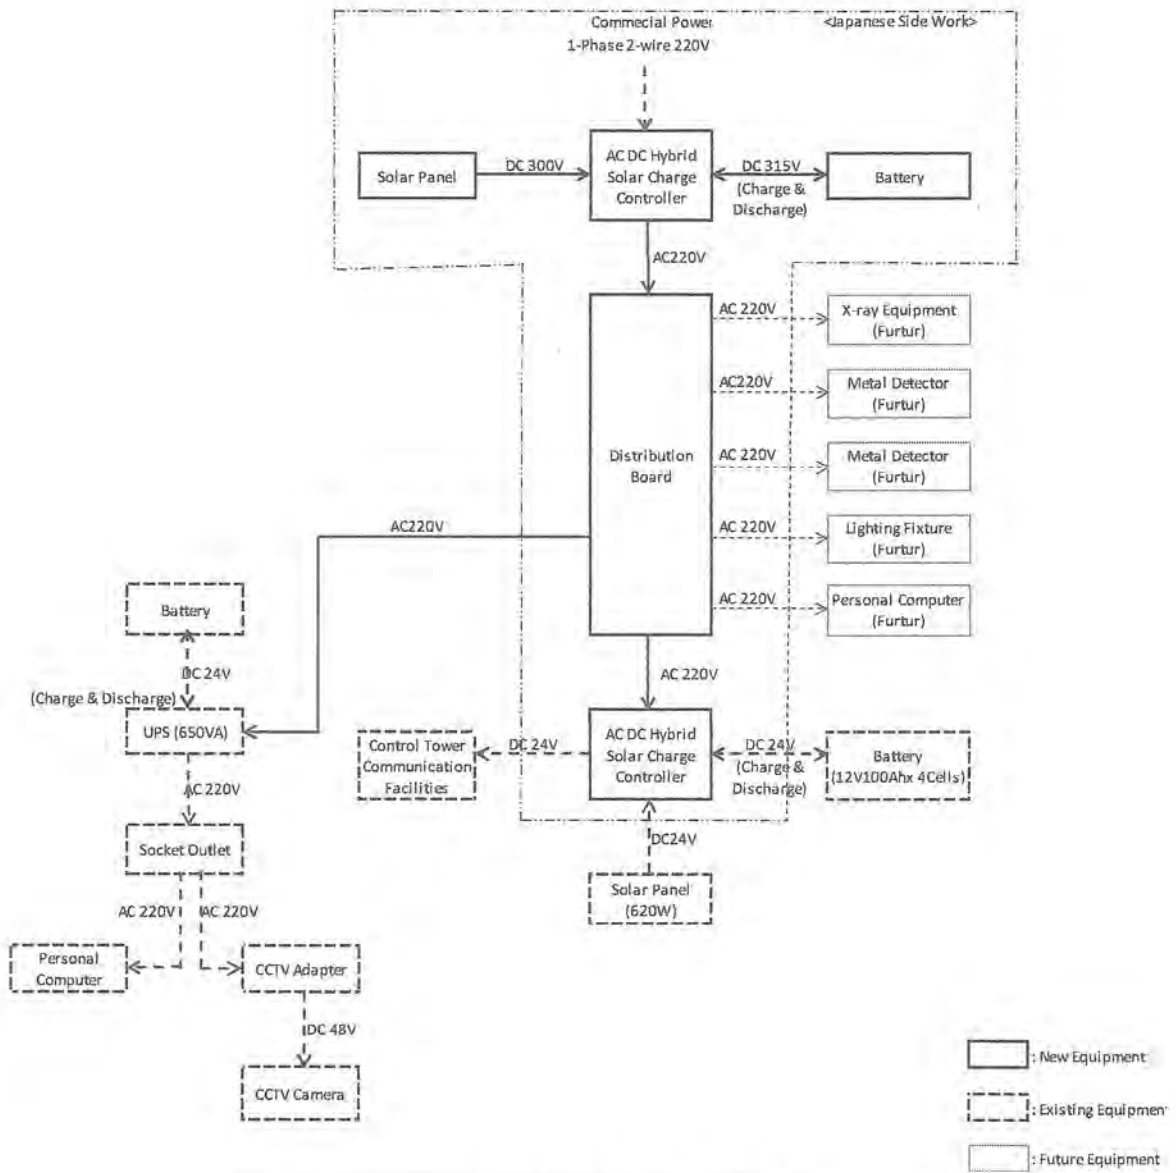 Commecial Power
1-Phase 2-wire 220V
<Japanese Side Work>
Solar Panel
DC 300V
AC DC Hybrid
Solar Charge
Controller
DC 315V
(Charge &
Discharge)
Battery
AC220V
Distribution
Board
AC 220V
X-ray Equipment
(Furtur)
AC220V
Metal Detector
(Furtur)
AC 220V
Metal Detector
(Furtur)
AC 220V
Lighting Fixture
(Furtur)
AC 220V
Personal Computer
(Furtur)
AC220V
Battery
DC 24V
(Charge & Discharge)
UPS (650VA)
AC 220V
Socket Outlet
AC 220V
AC 220V
Personal
Computer
CCTV Adapter
DC 48V
CCTV Camera
AC 220V
AC DC Hybrid
Solar Charge
Controller
DC 24V
Control Tower
Communication
Facilities
DC 24V
(Charge &
Discharge)
Battery
(12V100Ahx 4Cells)
DC24V
Solar Panel
(620W)
: New Equipment
: Existing Equipmen
: Future Equipment